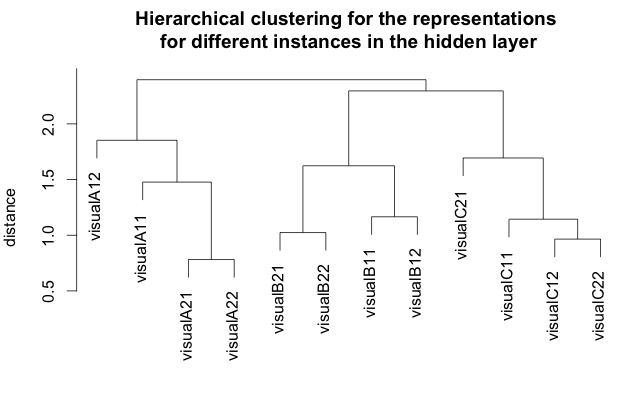 Hierarchical clustering for the representations
for different instances in the hidden layer
distance
2.0
1.5
1.0
0.5
visualA12
visualA11
visualA21
visualA22
visualB21
visualB22
visualB11
visualB12
visualC21
visualC11
visualC12
visualC22